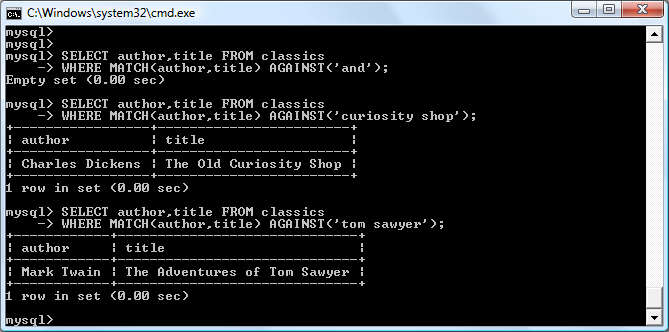 C:\Windows\system32\cmd.exe
mysql>
mysql>
mysql> SELECT author,title FROM classics
    -> WHERE MATCH(author,title) AGAINST('and');
Empty set (0.00 sec)

mysql> SELECT author,title FROM classics
    -> WHERE MATCH(author,title) AGAINST('curiosity shop');
+-----------------+------------------------+
| author          | title                  |
+-----------------+------------------------+
| Charles Dickens | The Old Curiosity Shop |
+-----------------+------------------------+
1 row in set (0.00 sec)

mysql> SELECT author,title FROM classics
    -> WHERE MATCH(author,title) AGAINST('tom sawyer');
+------------+------------------------------+
| author     | title                        |
+------------+------------------------------+
| Mark Twain | The Adventures of Tom Sawyer |
+------------+------------------------------+
1 row in set (0.00 sec)

mysql>